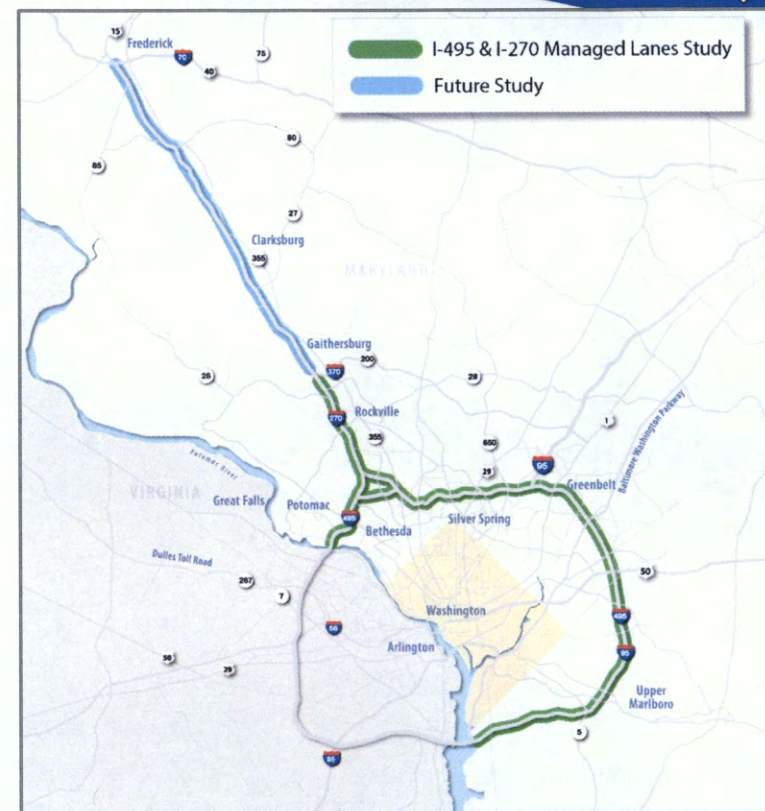 I-495 & I-270 Managed Lanes Study
Future Study
15
Frederick
70
75
40
80
85
27
Clarksburg
355
MARYLAND
Gaithersburg
370
200
28
28
270
Rockville
355
650
1
29
95
Baltimore Washington Parkway
Greenbelt
Potomac River
VIRGINIA
Great Falls
Potomac
495
Bethesda
Silver Spring
Dulles Toll Road
267
7
50
Washington
495
66
Arlington
95
50
29
Upper
Marlboro
5
95